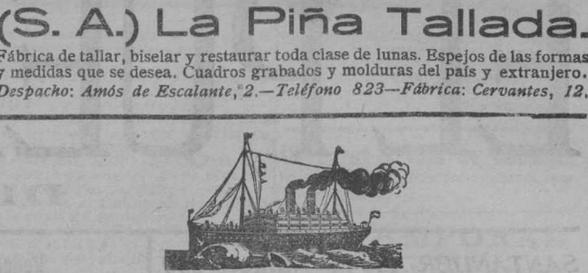 (S. A.) La Piña Tallada.
Fábrica de tallar, biselar y restaurar toda clase de lunas. Espejos de las formas
y medidas que se desea. Cuadros grabados y molduras del país y extranjero.
Despacho: Amós de Escalante, 2.—Teléfono 823—Fábrica: Cervantes, 12.